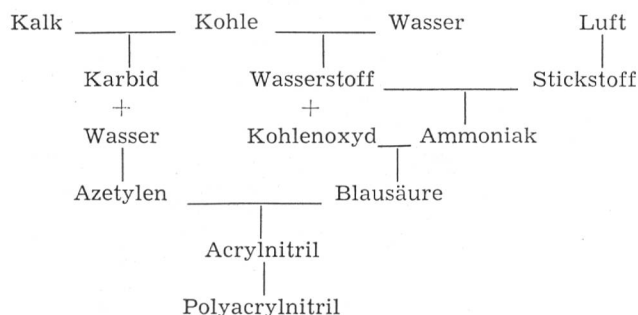 Kalk Kohle Wasser Luft
Karbid Wasserstoff Stickstoff
+ +
Wasser Kohlenoxyd Ammoniak
Azetylen Blausäure
Acrylnitril
Polyacrylnitril